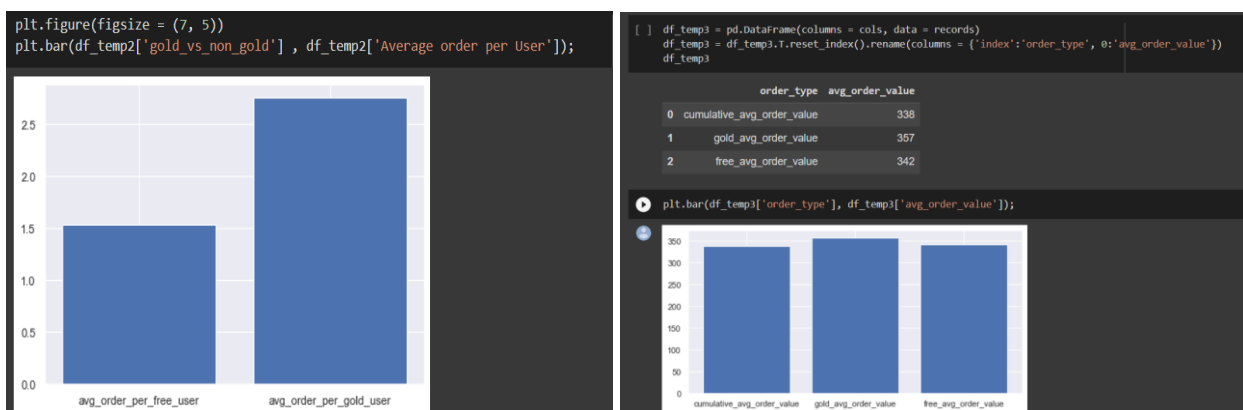 plt.figure(figsize = (7, 5))
plt.bar(df_temp2['gold_vs_non_gold'] , df_temp2['Average order per User']);
2.5
2.0
1.5
1.0
0.5
0.0
avg_order_per_free_user avg_order_per_gold_user
[ ] df_temp3 = pd.DataFrame(columns = cols, data = records)
df_temp3 = df_temp3.T.reset_index().rename(columns = {'index':'order_type', 0:'avg_order_value'})
df_temp3
order_type avg_order_value
0 cumulative_avg_order_value 338
1 gold_avg_order_value 357
2 free_avg_order_value 342
plt.bar(df_temp3['order_type'], df_temp3['avg_order_value']);
350
300
250
200
150
100
50
0
cumulative_avg_order_value gold_avg_order_value free_avg_order_value